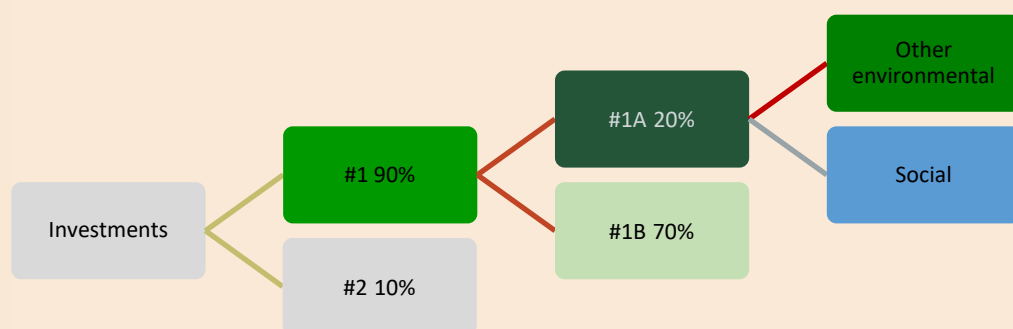 Investments
#1 90%
#2 10%
#1A 20%
#1B 70%
Other
environmental
Social